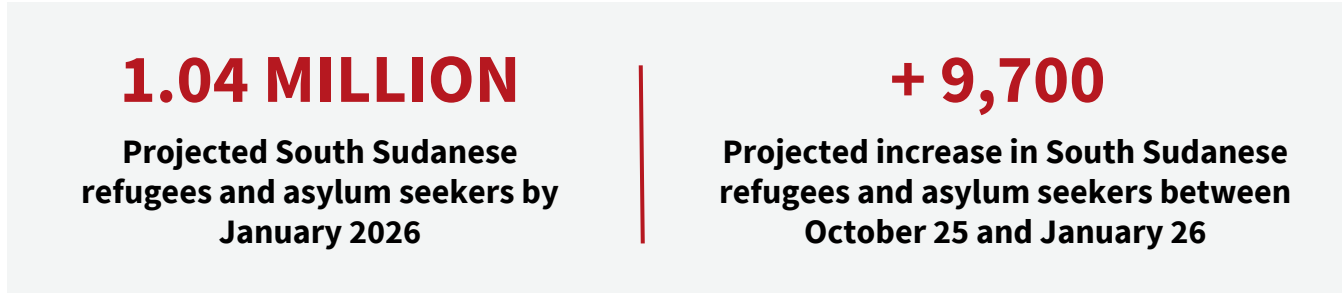 1.04 MILLION
Projected South Sudanese
refugees and asylum seekers by
January 2026
+ 9,700
Projected increase in South Sudanese
refugees and asylum seekers between
October 25 and January 26